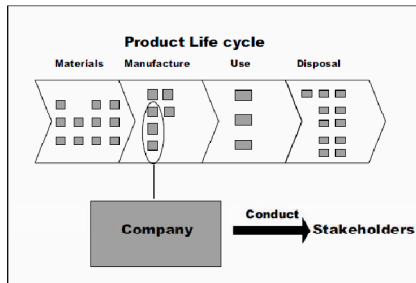 Product Life cycle
Materials Manufacture Use Disposal
Conduct
Company Stakeholders